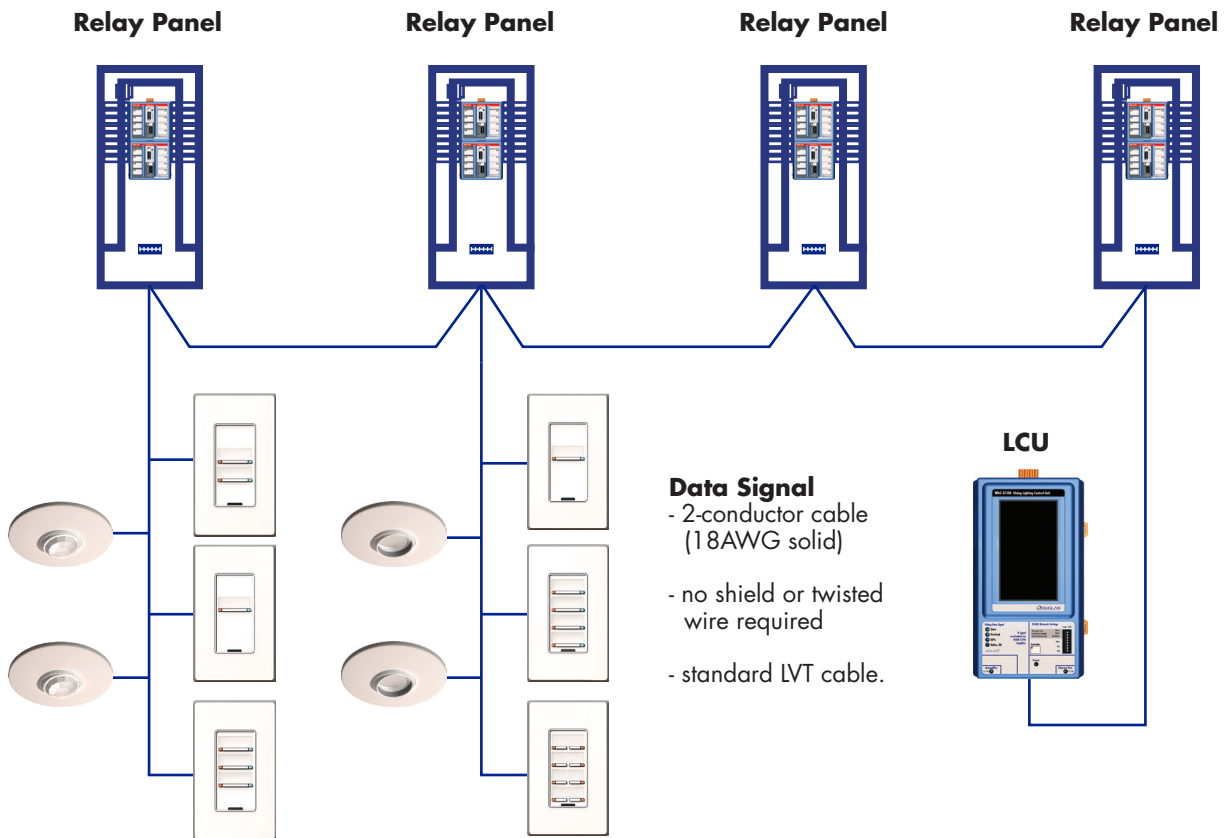 Relay Panel
Relay Panel
Relay Panel
Relay Panel
LCU
Data Signal
- 2-conductor cable
(18AWG solid)
- no shield or twisted
wire required
- standard LVT cable.